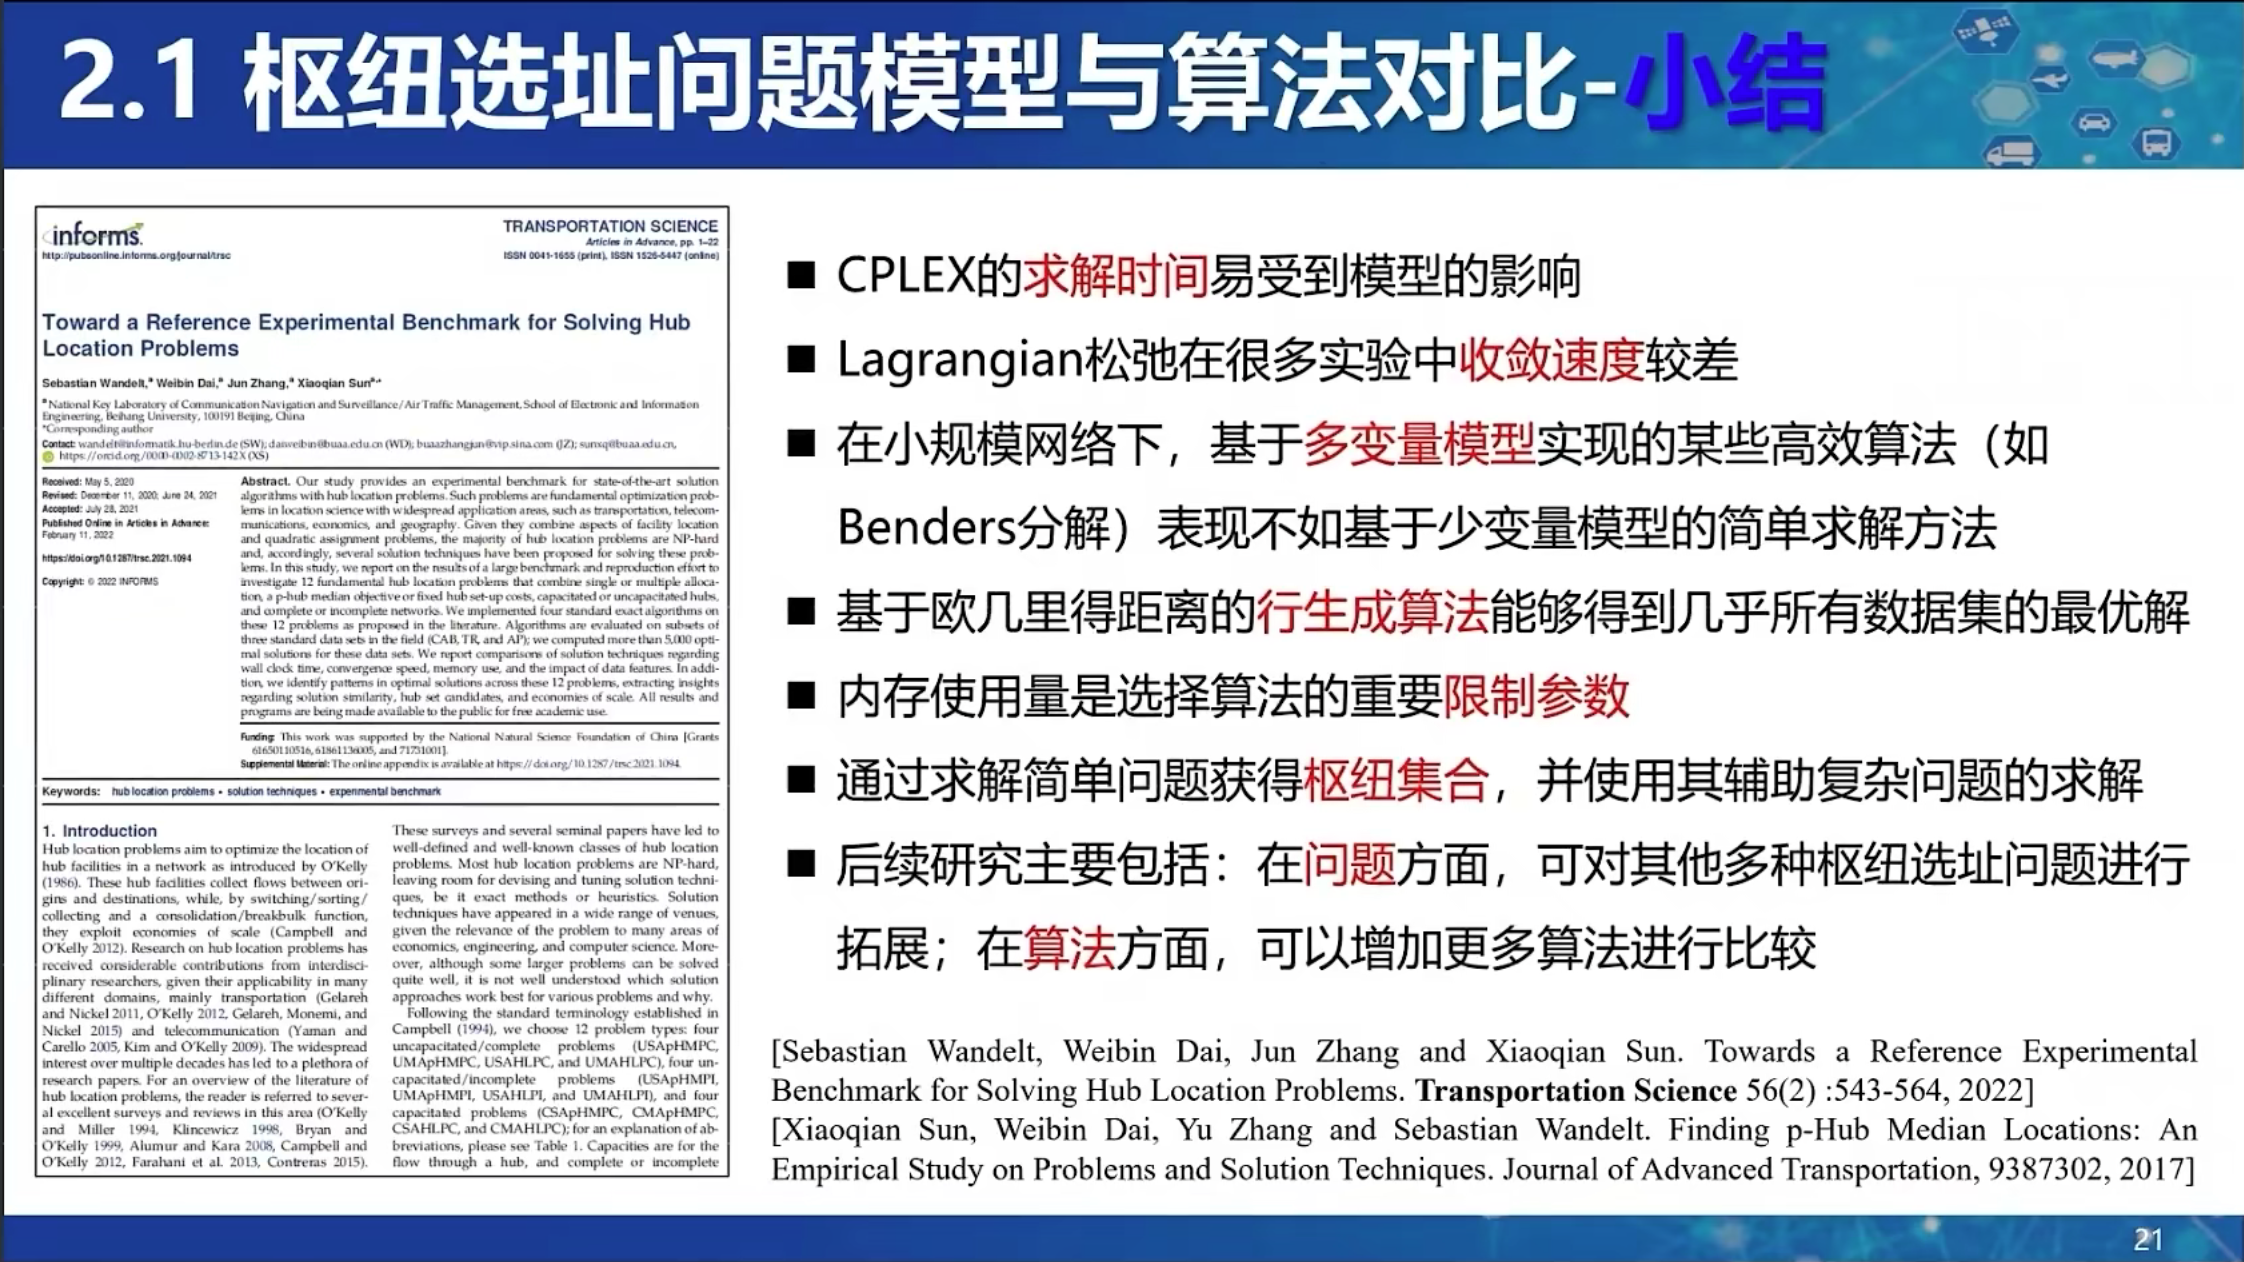 2.1 枢纽选址问题模型与算法对比-小结
informs.
http://pubsonline.informs.org/journal/trsc
TRANSPORTATION SCIENCE
Articles in Advance, pp. 1–22
ISSN 0041-1655 (print), ISSN 1526-5447 (online)
Toward a Reference Experimental Benchmark for Solving Hub
Location Problems
Sebastian Wandelt,ª Weibin Dai,ª Jun Zhang,ª Xiaoqian Sunª,*
ª National Key Laboratory of Communication Navigation and Surveillance/Air Traffic Management, School of Electronic and Information
Engineering, Beihang University, 100191 Beijing, China
*Corresponding author
Contact: wandelt@informatik.hu-berlin.de (SW); daiweibin@buaa.edu.cn (WD); buaazhangjun@vip.sina.com (JZ); sunxq@buaa.edu.cn,
https://orcid.org/0000-0002-8713-142X (XS)
Received: May 5, 2020
Revised: December 11, 2020; June 24, 2021
Accepted: July 28, 2021
Published Online in Articles in Advance:
February 11, 2022
https://doi.org/10.1287/trsc.2021.1094
Copyright: © 2022 INFORMS
Abstract. Our study provides an experimental benchmark for state-of-the-art solution
algorithms with hub location problems. Such problems are fundamental optimization prob-
lems in location science with widespread application areas, such as transportation, telecom-
munications, economics, and geography. Given they combine aspects of facility location
and quadratic assignment problems, the majority of hub location problems are NP-hard
and, accordingly, several solution techniques have been proposed for solving these prob-
lems. In this study, we report on the results of a large benchmark and reproduction effort to
investigate 12 fundamental hub location problems that combine single or multiple alloca-
tion, a p-hub median objective or fixed hub set-up costs, capacitated or uncapacitated hubs,
and complete or incomplete networks. We implemented four standard exact algorithms on
these 12 problems as proposed in the literature. Algorithms are evaluated on subsets of
three standard data sets in the field (CAB, TR, and AP); we computed more than 5,000 opti-
mal solutions for these data sets. We report comparisons of solution techniques regarding
wall clock time, convergence speed, memory use, and the impact of data features. In addi-
tion, we identify patterns in optimal solutions across these 12 problems, extracting insights
regarding solution similarity, hub set candidates, and economies of scale. All results and
programs are being made available to the public for free academic use.
Funding: This work was supported by the National Natural Science Foundation of China [Grants
61650110516, 61861136005, and 71731001].
Supplemental Material: The online appendix is available at https://doi.org/10.1287/trsc.2021.1094.
Keywords: hub location problems • solution techniques • experimental benchmark
1. Introduction
Hub location problems aim to optimize the location of
hub facilities in a network as introduced by O'Kelly
(1986). These hub facilities collect flows between ori-
gins and destinations, while, by switching/sorting/
collecting and a consolidation/breakbulk function,
they exploit economies of scale (Campbell and
O'Kelly 2012). Research on hub location problems has
received considerable contributions from interdisci-
plinary researchers, given their applicability in many
different domains, mainly transportation (Gelareh
and Nickel 2011, O'Kelly 2012, Gelareh, Monemi, and
Nickel 2015) and telecommunication (Yaman and
Carello 2005, Kim and O'Kelly 2009). The widespread
interest over multiple decades has led to a plethora of
research papers. For an overview of the literature of
hub location problems, the reader is referred to sever-
al excellent surveys and reviews in this area (O'Kelly
and Miller 1994, Klincewicz 1998, Bryan and
O'Kelly 1999, Alumur and Kara 2008, Campbell and
O'Kelly 2012, Farahani et al. 2013, Contreras 2015).
These surveys and several seminal papers have led to
well-defined and well-known classes of hub location
problems. Most hub location problems are NP-hard,
leaving room for devising and tuning solution techni-
ques, be it exact methods or heuristics. Solution
techniques have appeared in a wide range of venues,
given the relevance of the problem to many areas of
economics, engineering, and computer science. More-
over, although some larger problems can be solved
quite well, it is not well understood which solution
approaches work best for various problems and why.
Following the standard terminology established in
Campbell (1994), we choose 12 problem types: four
uncapacitated/complete problems (USApHMPC,
UMApHMPC, USAHLPC, and UMAHLPC), four un-
capacitated/incomplete problems (USApHMPI,
UMApHMPI, USAHLPI, and UMAHLPI), and four
capacitated problems (CSApHMPC, CMApHMPC,
CSAHLPC, and CMAHLPC); for an explanation of ab-
breviations, please see Table 1. Capacities are for the
flow through a hub, and complete or incomplete
■ CPLEX的求解时间易受到模型的影响
■ Lagrangian松弛在很多实验中收敛速度较差
■ 在小规模网络下，基于多变量模型实现的某些高效算法（如
Benders分解）表现不如基于少变量模型的简单求解方法
■ 基于欧几里得距离的行生成算法能够得到几乎所有数据集的最优解
■ 内存使用量是选择算法的重要限制参数
■ 通过求解简单问题获得枢纽集合，并使用其辅助复杂问题的求解
■ 后续研究主要包括：在问题方面，可对其他多种枢纽选址问题进行
拓展；在算法方面，可以增加更多算法进行比较
[Sebastian Wandelt, Weibin Dai, Jun Zhang and Xiaoqian Sun. Towards a Reference Experimental
Benchmark for Solving Hub Location Problems. Transportation Science 56(2) :543-564, 2022]
[Xiaoqian Sun, Weibin Dai, Yu Zhang and Sebastian Wandelt. Finding p-Hub Median Locations: An
Empirical Study on Problems and Solution Techniques. Journal of Advanced Transportation, 9387302, 2017]
21